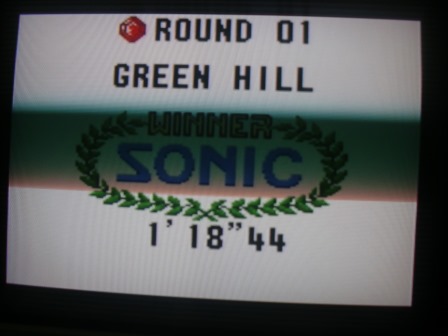 ROUND 01
GREEN HILL
WINNER
SONIC
1' 18"44